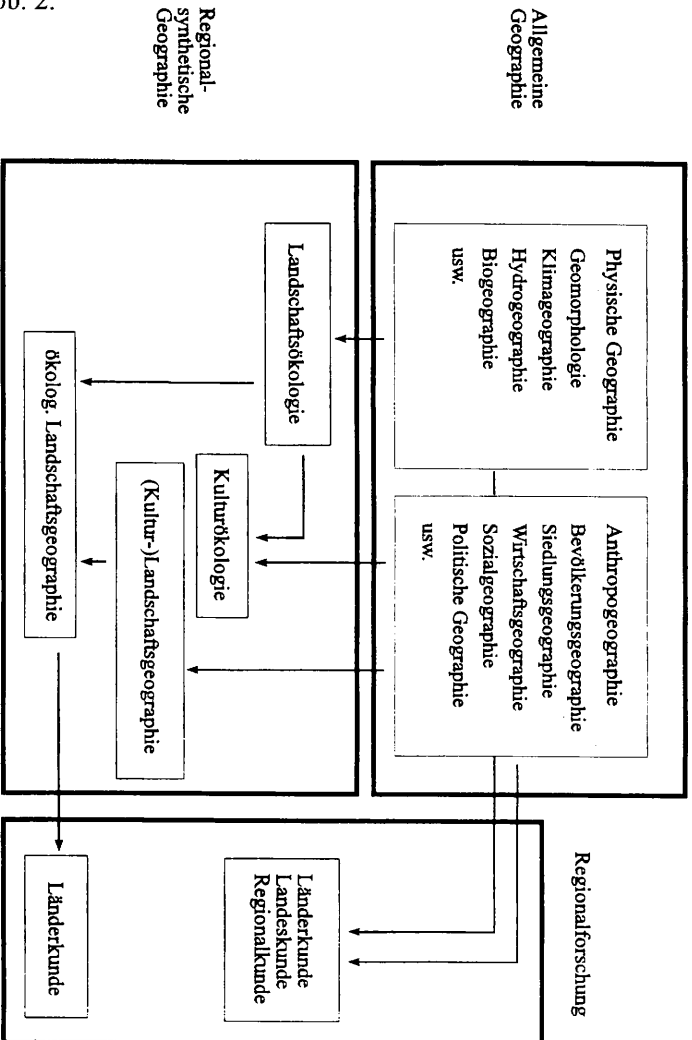 Allgemeine
Geographie
Physische Geographie
Geomorphologie
Klimageographie
Hydrogeographie
Biogeographie
usw.
Anthropogeographie
Bevölkerungsgeographie
Siedlungsgeographie
Wirtschaftsgeographie
Sozialgeographie
Politische Geographie
usw.
Regionalforschung
Regional-
synthetische
Geographie
Landschaftsökologie
Kulturökologie
(Kultur-)Landschaftsgeographie
ökolog. Landschaftsgeographie
Länderkunde
Landeskunde
Regionalkunde
Länderkunde
2.